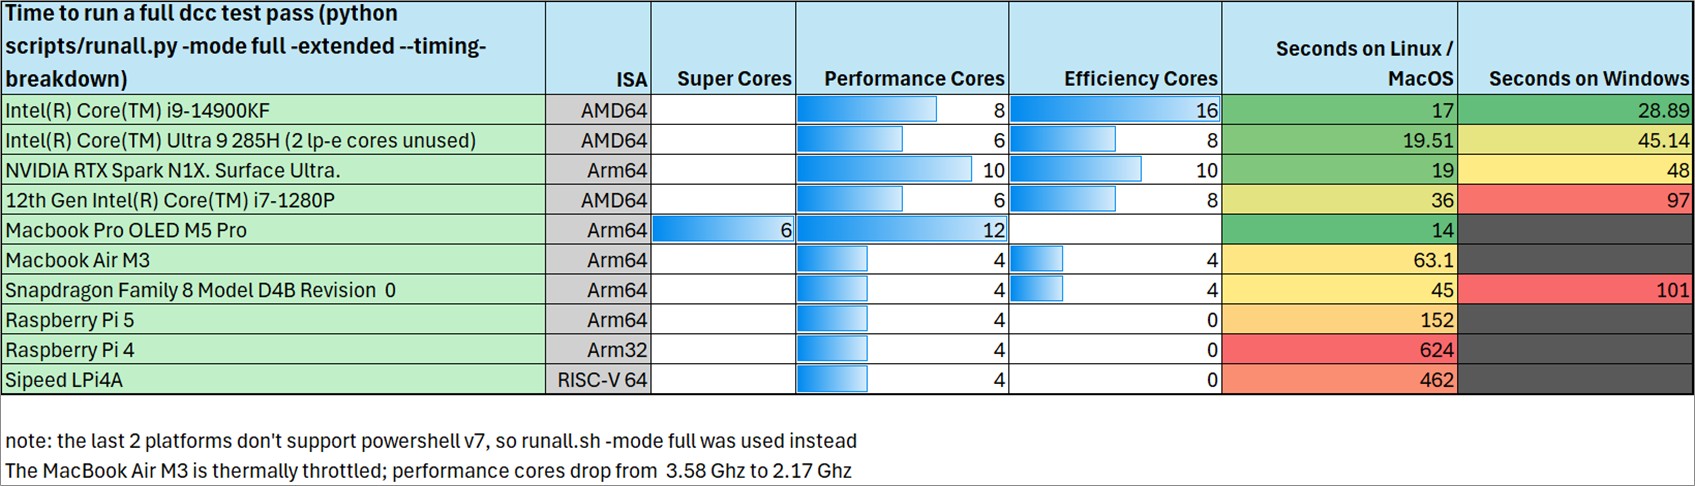 Time to run a full dcc test pass (python
scripts/runall.py -mode full -extended --timing-
breakdown) ISA Super Cores Performance Cores Efficiency Cores Seconds on Linux / MacOS Seconds on Windows
Intel(R) Core(TM) i9-14900KF AMD64 8 16 17 28.89
Intel(R) Core(TM) Ultra 9 285H (2 lp-e cores unused) AMD64 6 8 19.51 45.14
NVIDIA RTX Spark N1X. Surface Ultra. Arm64 10 10 19 48
12th Gen Intel(R) Core(TM) i7-1280P AMD64 6 8 36 97
Macbook Pro OLED M5 Pro Arm64 6 12 14
Macbook Air M3 Arm64 4 4 63.1
Snapdragon Family 8 Model D4B Revision 0 Arm64 4 4 45 101
Raspberry Pi 5 Arm64 4 0 152
Raspberry Pi 4 Arm32 4 0 624
Sipeed LPi4A RISC-V 64 4 0 462
note: the last 2 platforms don't support powershell v7, so runall.sh -mode full was used instead
The MacBook Air M3 is thermally throttled; performance cores drop from 3.58 Ghz to 2.17 Ghz